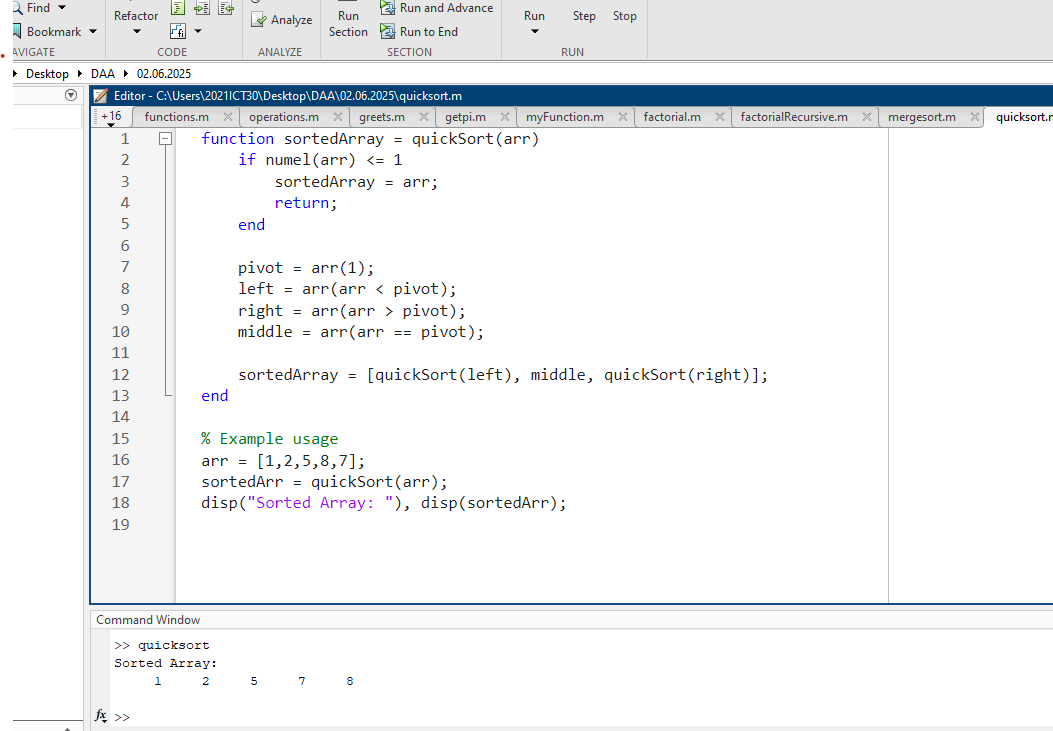 Find
Refactor
Analyze
Run
Section
Run and Advance
Run
Step
Stop
Bookmark
Run to End
AVIGATE
CODE
ANALYZE
SECTION
RUN
Desktop DAA 02.06.2025
Editor - C:\Users\2021ICT30\Desktop\DAA\02.06.2025\quicksort.m
+16 functions.m operations.m greets.m getpi.m myFunction.m factorial.m factorialRecursive.m mergesort.m quicksort.m
1 function sortedArray = quickSort(arr)
2 if numel(arr) <= 1
3 sortedArray = arr;
4 return;
5 end
6
7 pivot = arr(1);
8 left = arr(arr < pivot);
9 right = arr(arr > pivot);
10 middle = arr(arr == pivot);
11
12 sortedArray = [quickSort(left), middle, quickSort(right)];
13 end
14
15 % Example usage
16 arr = [1,2,5,8,7];
17 sortedArr = quickSort(arr);
18 disp("Sorted Array: "), disp(sortedArr);
19
Command Window
>> quicksort
Sorted Array:
1 2 5 7 8
fx >>